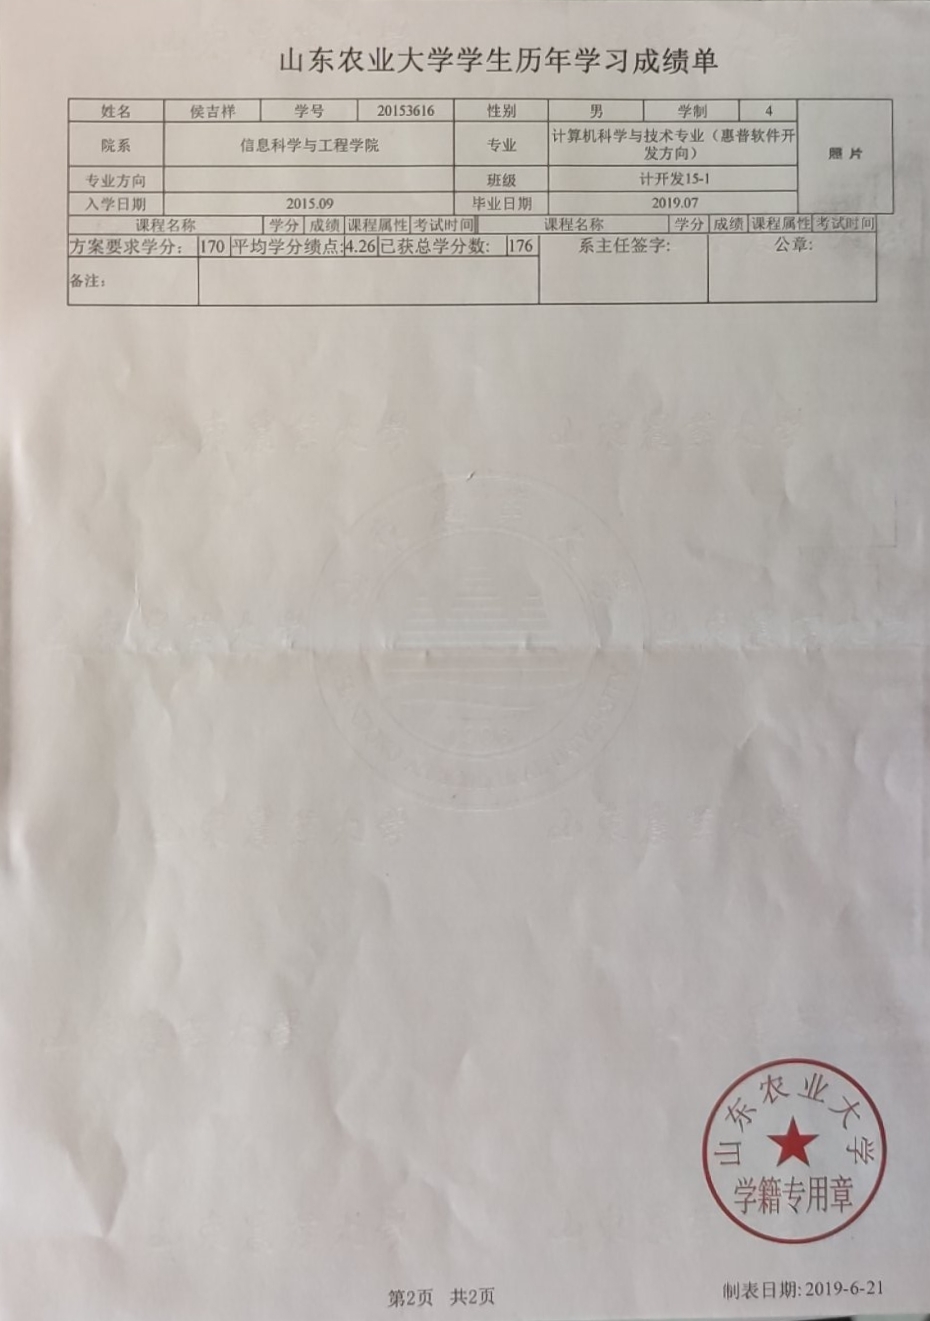 山东农业大学学生历年学习成绩单
姓名 侯吉样 学号 20153616 性别 男 学制 4
院系 信息科学与工程学院 专业 计算机科学与技术专业（惠普软件开发方向） 照片
专业方向 班级 计开发15-1
入学日期 2015.09 毕业日期 2019.07
课程名称 学分 成绩 课程属性 考试时间 课程名称 学分 成绩 课程属性 考试时间
方案要求学分： 170 平均学分绩点: 4.26 已获总学分数: 176 系主任签字: 公章:
备注:
山东农业大学
学籍专用章
第2页 共2页
制表日期: 2019-6-21